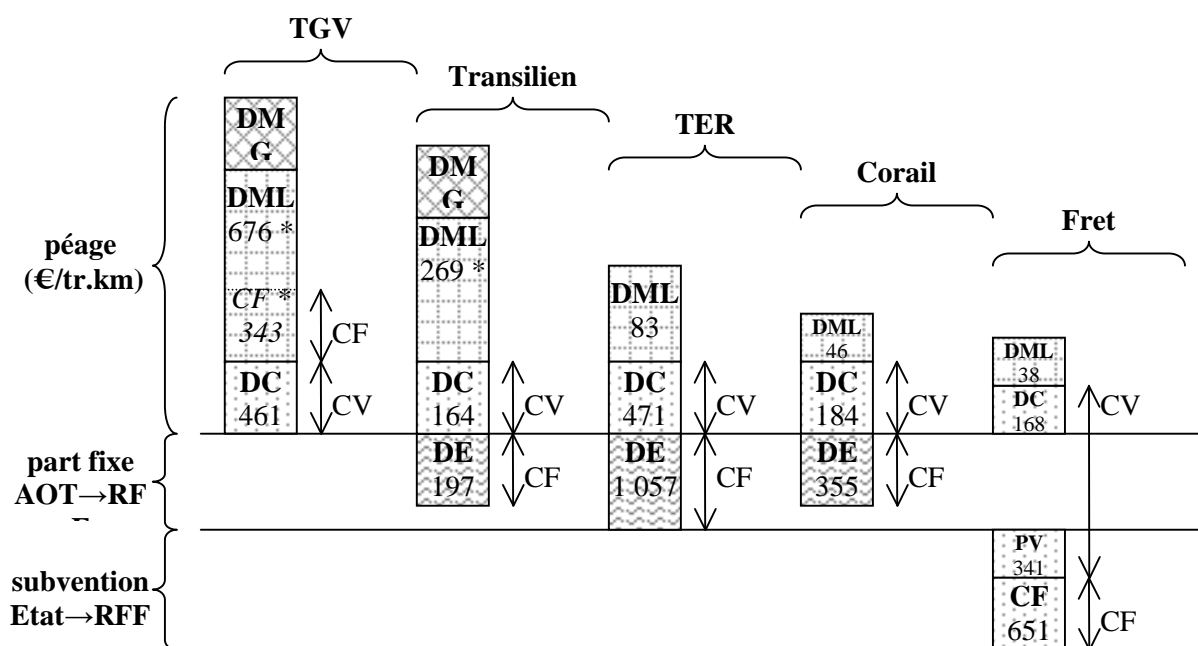 TGV
Transilien
TER
Corail
Fret
péage
(€/tr.km)
part fixe
AOT→RF
subvention
Etat→RFF
DM
G
DML
676 *
CF *
343
DC
461
CF
CV
DM
G
DML
269 *
DC
164
DE
197
CV
CF
DML
83
DC
471
DE
1 057
CV
CF
DML
46
DC
184
DE
355
CV
CF
DML
38
DC
168
PV
341
CF
651
CV
CF